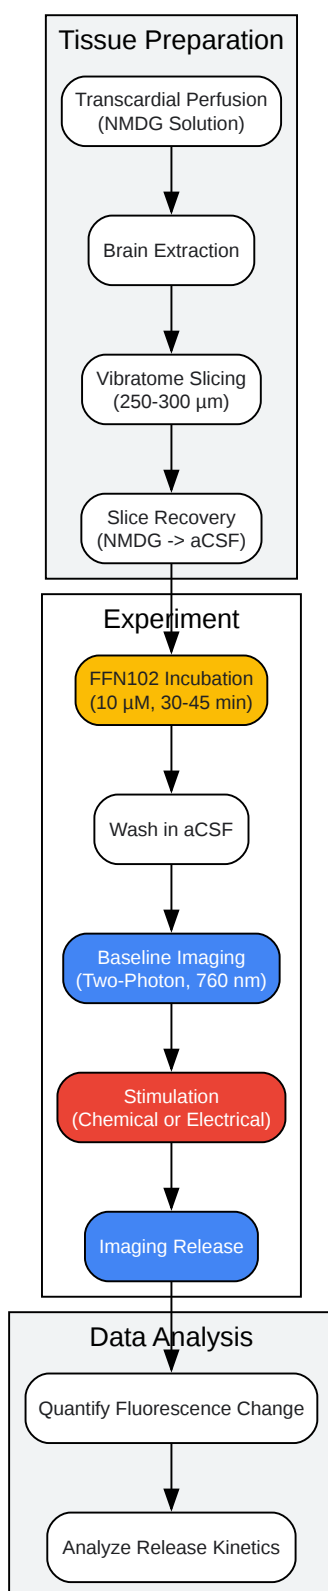 Tissue Preparation
Transcardial Perfusion
(NMDG Solution)
Brain Extraction
Vibratome Slicing
(250-300 µm)
Slice Recovery
(NMDG -> aCSF)
Experiment
FFN102 Incubation
(10 µM, 30-45 min)
Wash in aCSF
Baseline Imaging
(Two-Photon, 760 nm)
Stimulation
(Chemical or Electrical)
Imaging Release
Data Analysis
Quantify Fluorescence Change
Analyze Release Kinetics